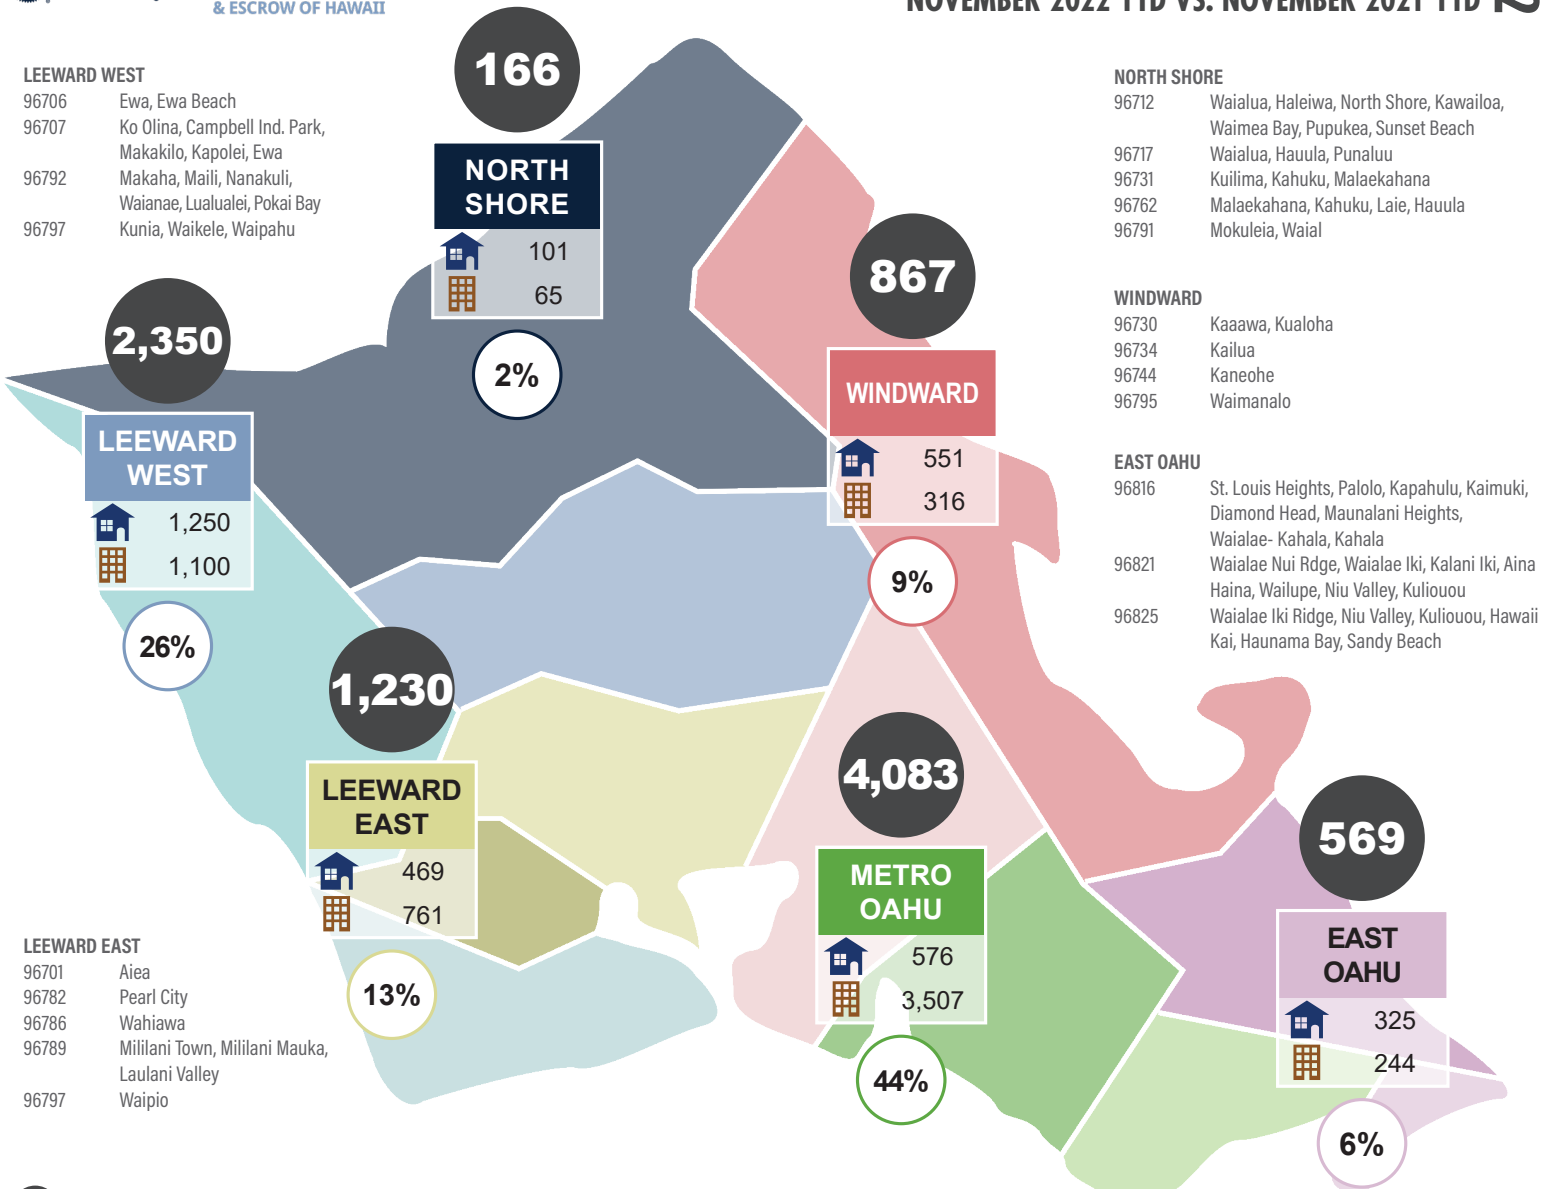 & ESCROW OF HAWAII
NOVEMBER 2022 YTD VS. NOVEMBER 2021 YTD
LEEWARD WEST
96706 Ewa, Ewa Beach
96707 Ko Olina, Campbell Ind. Park,
Makakilo, Kapolei, Ewa
96792 Makaha, Maili, Nanakuli,
Waianae, Lualualei, Pokai Bay
96797 Kunia, Waikele, Waipahu
166
NORTH
SHORE
101
65
2%
NORTH SHORE
96712 Waialua, Haleiwa, North Shore, Kawailoa,
Waimea Bay, Pupukea, Sunset Beach
96717 Waialua, Hauula, Punaluu
96731 Kuilima, Kahuku, Malaekahana
96762 Malaekahana, Kahuku, Laie, Hauula
96791 Mokuleia, Waial
867
WINDWARD
551
316
9%
WINDWARD
96730 Kaaawa, Kualoha
96734 Kailua
96744 Kaneohe
96795 Waimanalo
2,350
LEEWARD
WEST
1,250
1,100
26%
EAST OAHU
96816 St. Louis Heights, Palolo, Kapahulu, Kaimuki,
Diamond Head, Maunalani Heights,
Waialae- Kahala, Kahala
96821 Waialae Nui Rdge, Waialae Iki, Kalani Iki, Aina
Haina, Wailupe, Niu Valley, Kuliouou
96825 Waialae Iki Ridge, Niu Valley, Kuliouou, Hawaii
Kai, Haunama Bay, Sandy Beach
1,230
LEEWARD
EAST
469
761
13%
4,083
METRO
OAHU
576
3,507
44%
569
EAST
OAHU
325
244
6%
LEEWARD EAST
96701 Aiea
96782 Pearl City
96786 Wahiawa
96789 Mililani Town, Mililani Mauka,
Laulani Valley
96797 Waipio